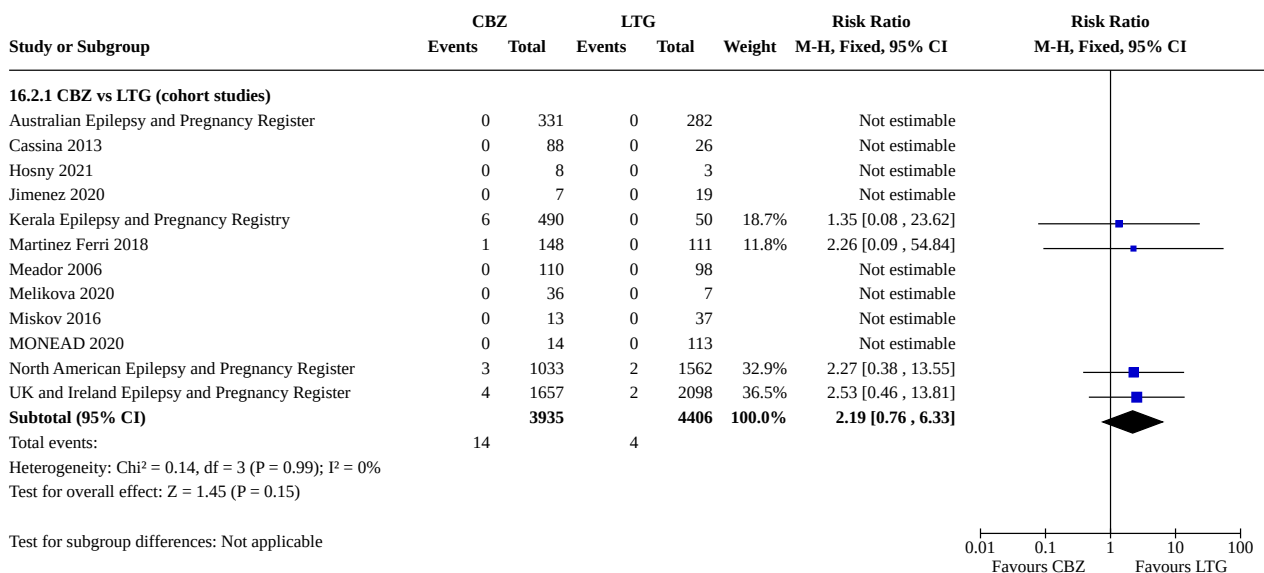 CBZ LTG Risk Ratio Risk Ratio
Study or Subgroup Events Total Events Total Weight M-H, Fixed, 95% CI M-H, Fixed, 95% CI
16.2.1 CBZ vs LTG (cohort studies)
Australian Epilepsy and Pregnancy Register 0 331 0 282 Not estimable
Cassina 2013 0 88 0 26 Not estimable
Hosny 2021 0 8 0 3 Not estimable
Jimenez 2020 0 7 0 19 Not estimable
Kerala Epilepsy and Pregnancy Registry 6 490 0 50 18.7% 1.35 [0.08 , 23.62]
Martinez Ferri 2018 1 148 0 111 11.8% 2.26 [0.09 , 54.84]
Meador 2006 0 110 0 98 Not estimable
Melikova 2020 0 36 0 7 Not estimable
Miskov 2016 0 13 0 37 Not estimable
MONEAD 2020 0 14 0 113 Not estimable
North American Epilepsy and Pregnancy Register 3 1033 2 1562 32.9% 2.27 [0.38 , 13.55]
UK and Ireland Epilepsy and Pregnancy Register 4 1657 2 2098 36.5% 2.53 [0.46 , 13.81]
Subtotal (95% CI) 3935 4406 100.0% 2.19 [0.76 , 6.33]
Total events: 14 4
Heterogeneity: Chi² = 0.14, df = 3 (P = 0.99); I² = 0%
Test for overall effect: Z = 1.45 (P = 0.15)
Test for subgroup differences: Not applicable
0.01 0.1 1 10 100
Favours CBZ Favours LTG